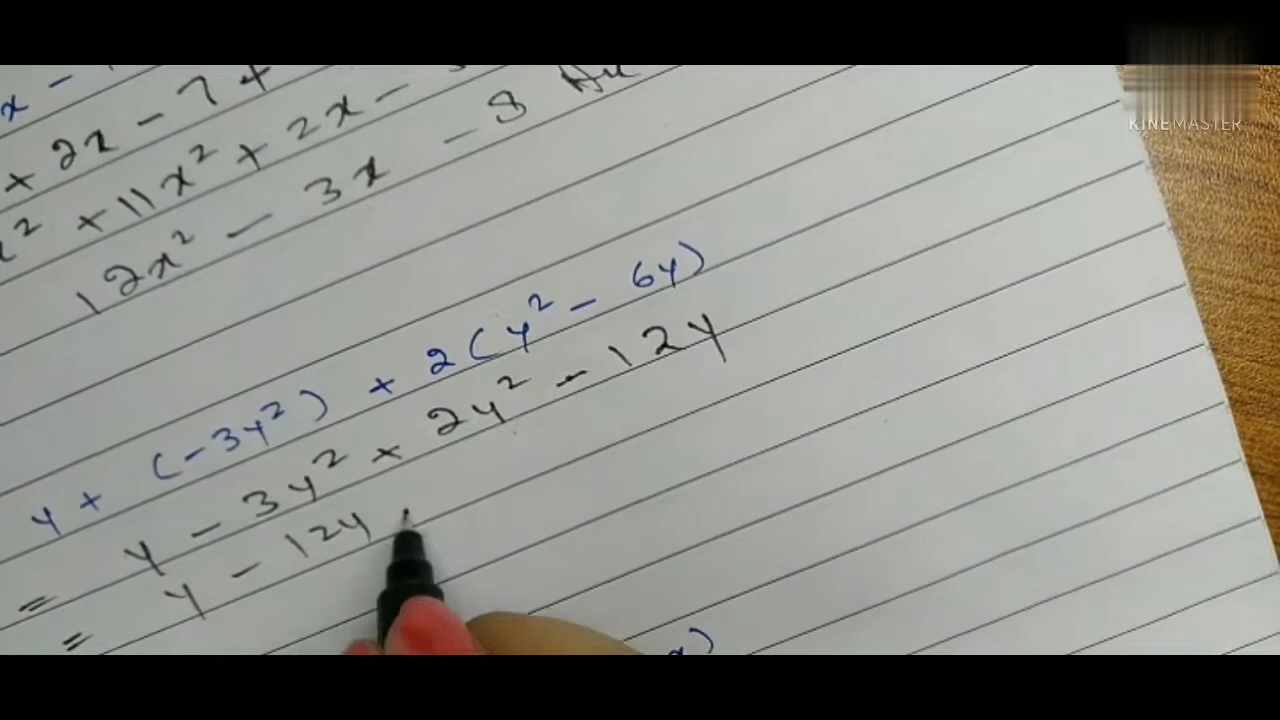 x -
+ 2x - 7 +
x² + 11x² + 2x -
12x² - 3x - 8
y + (-3y²) + 2(y² - 6y)
= y - 3y² + 2y² - 12y
= y - 12y
x)
KINEMASTER